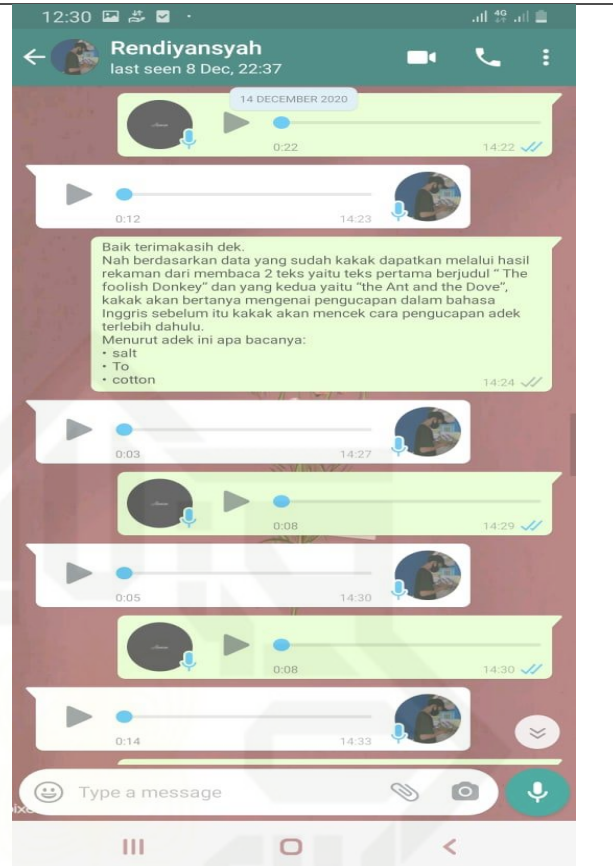 12:30
4G
Rendiyansyah
last seen 8 Dec, 22:37
14 DECEMBER 2020
0:22 14:22
0:12 14:23
Baik terimakasih dek.
Nah berdasarkan data yang sudah kakak dapatkan melalui hasil
rekaman dari membaca 2 teks yaitu teks pertama berjudul " The
foolish Donkey" dan yang kedua yaitu "the Ant and the Dove",
kakak akan bertanya mengenai pengucapan dalam bahasa
Inggris sebelum itu kakak akan mencek cara pengucapan adek
terlebih dahulu.
Menurut adek ini apa bacanya:
• salt
• To
• cotton
14:24
0:03 14:27
0:08 14:29
0:05 14:30
0:08 14:30
0:14 14:33
Type a message